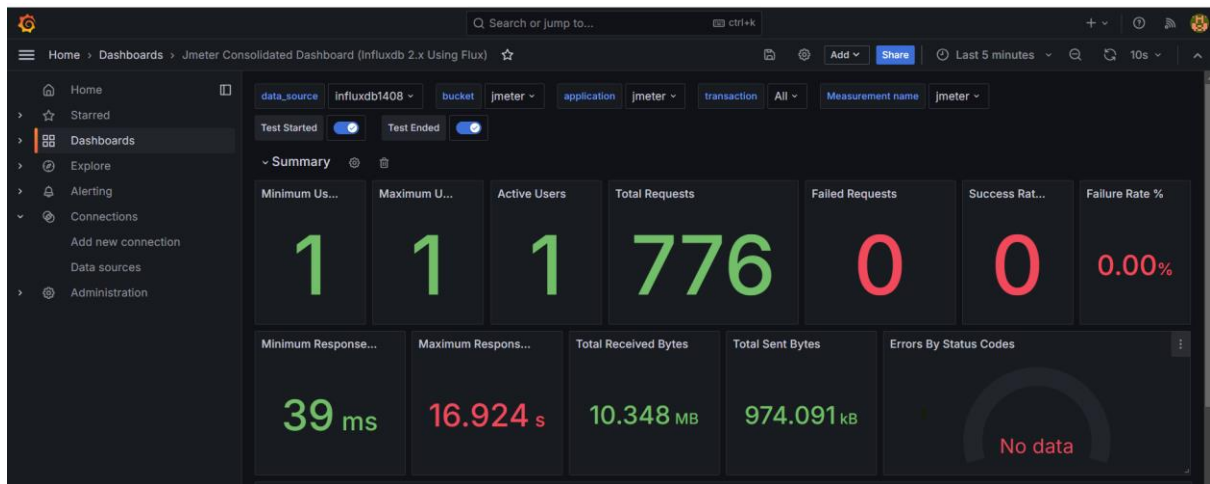 Search or jump to... ctrl+k
Home › Dashboards › Jmeter Consolidated Dashboard (Influxdb 2.x Using Flux) Add Share Last 5 minutes 10s
Home
Starred
Dashboards
Explore
Alerting
Connections
Add new connection
Data sources
Administration
data_source influxdb1408 bucket jmeter application jmeter transaction All Measurement name jmeter
Test Started Test Ended
Summary
Minimum Us... Maximum U... Active Users Total Requests Failed Requests Success Rat... Failure Rate %
1 1 1 776 0 0 0.00%
Minimum Response... Maximum Respons... Total Received Bytes Total Sent Bytes Errors By Status Codes
39 ms 16.924 s 10.348 MB 974.091 kB No data